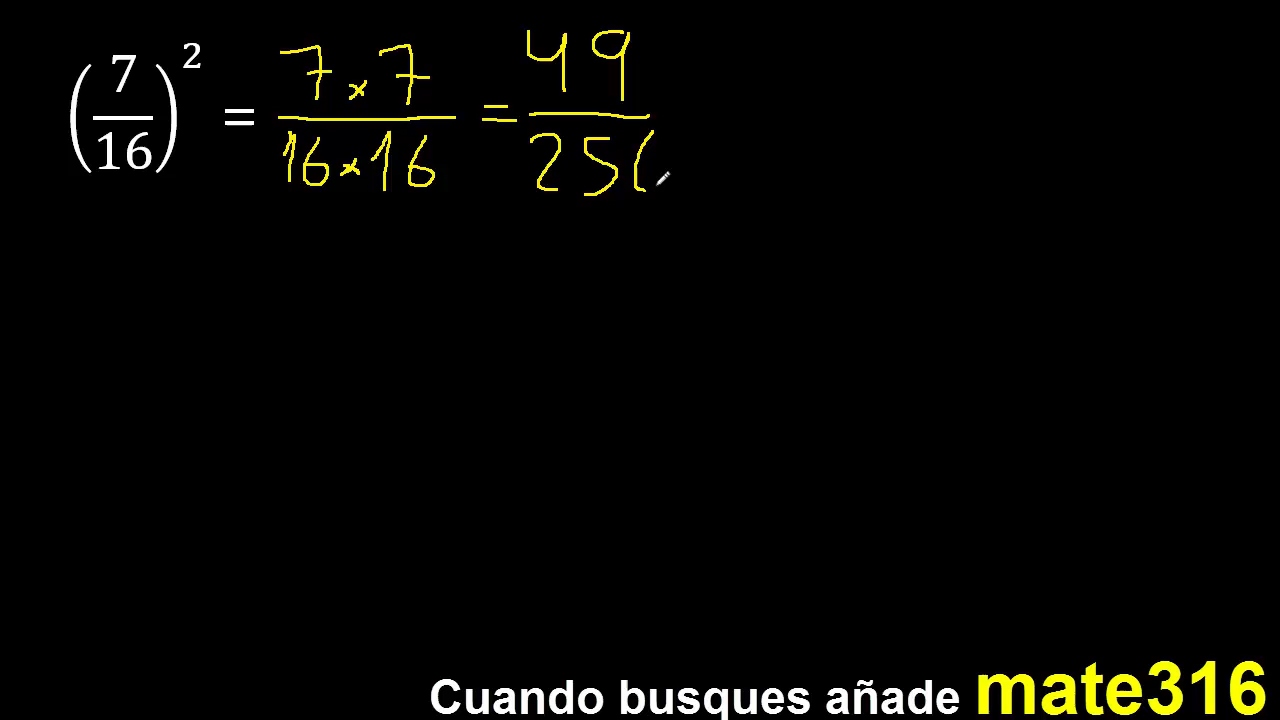 (7/16)² = 7×7/16×16 = 49/25
Cuando busques añade mate316